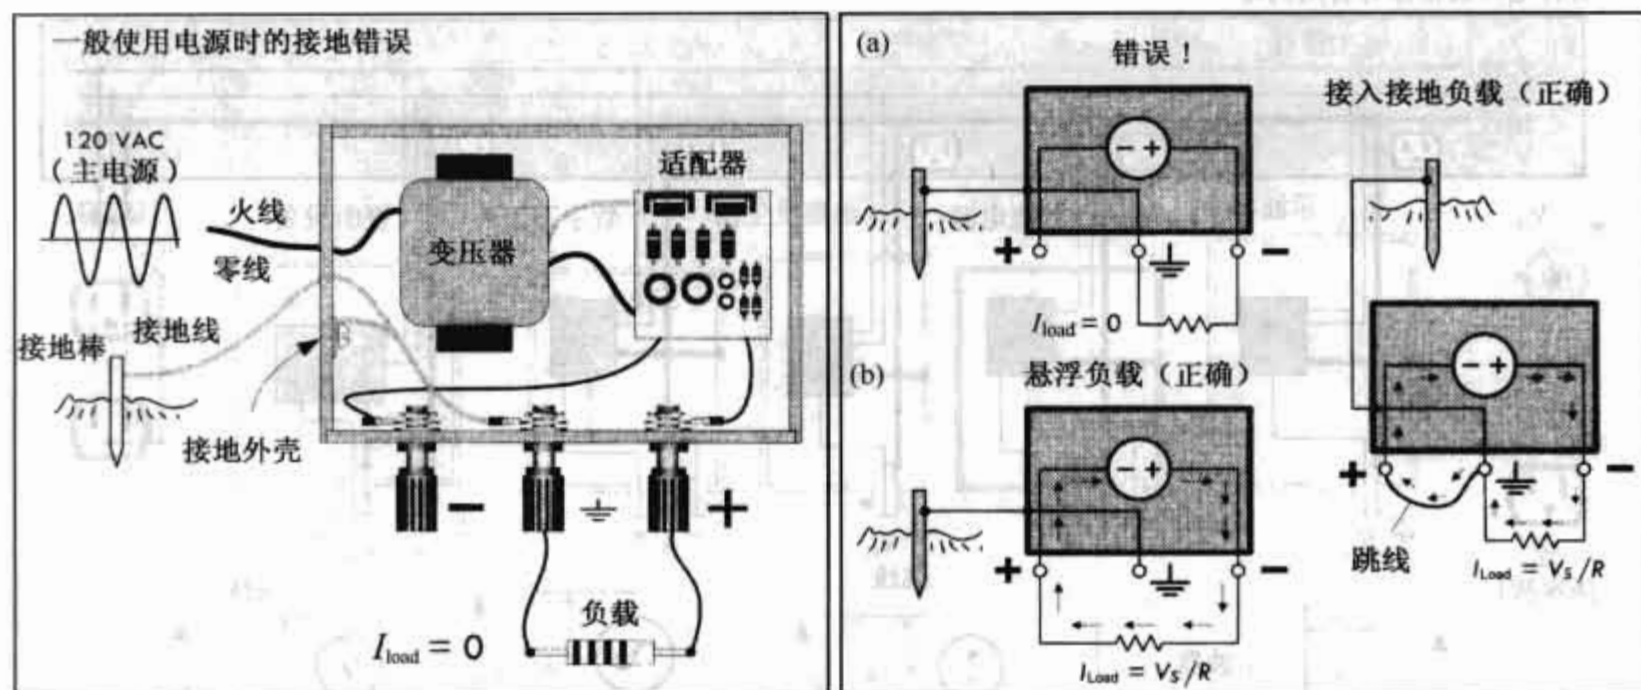 一般使用电源时的接地错误
120 VAC
（主电源）
火线
零线
接地线
接地棒
接地外壳
变压器
适配器
−
+
负载
I_load = 0
(a)
错误！
− +
+ −
I_load = 0
接入接地负载（正确）
− +
+ −
跳线
I_Load = V_S/R
(b)
悬浮负载（正确）
− +
+ −
I_Load = V_S/R